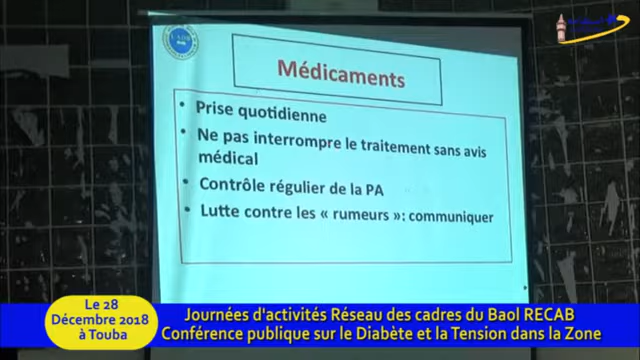 Médicaments
• Prise quotidienne
• Ne pas interrompre le traitement sans avis
médical
• Contrôle régulier de la PA
• Lutte contre les « rumeurs »: communiquer
Le 28
Décembre 2018
à Touba
Journées d'activités Réseau des cadres du Baol RECAB
Conférence publique sur le Diabète et la Tension dans la Zone